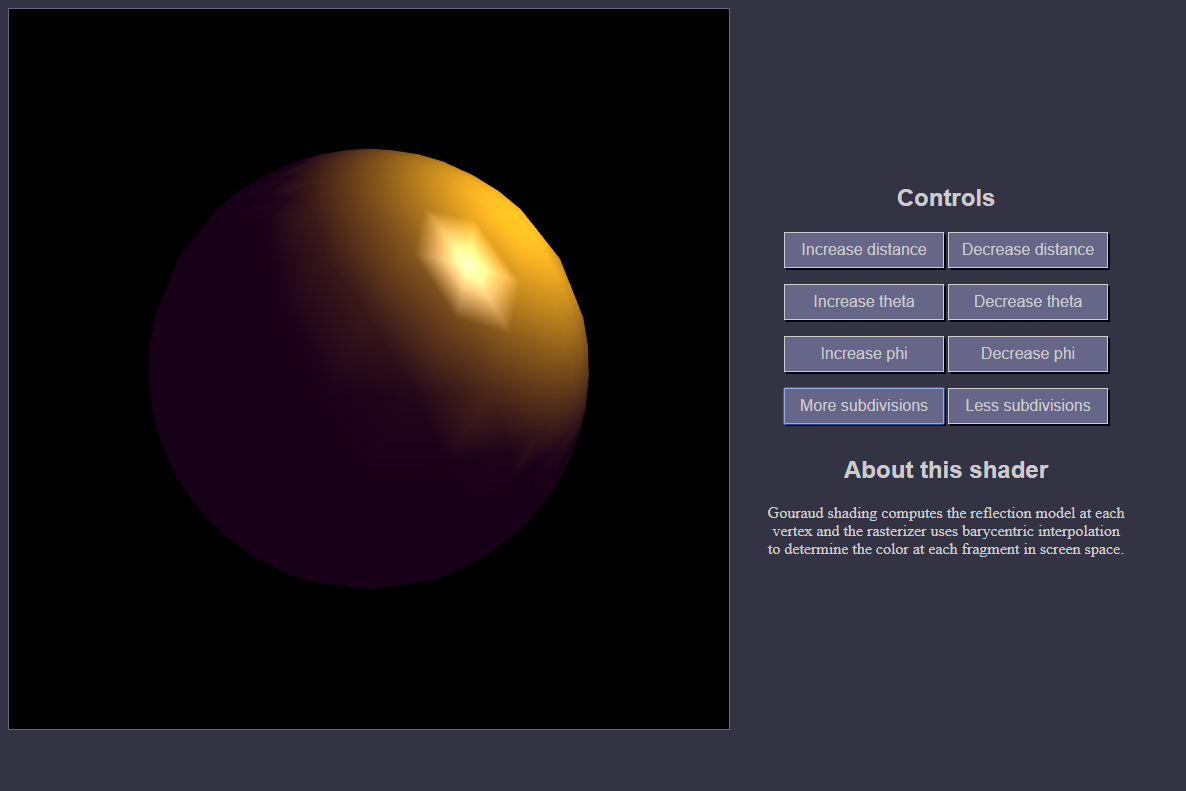 Controls
Increase distance Decrease distance
Increase theta Decrease theta
Increase phi Decrease phi
More subdivisions Less subdivisions
About this shader
Gouraud shading computes the reflection model at each
vertex and the rasterizer uses barycentric interpolation
to determine the color at each fragment in screen space.